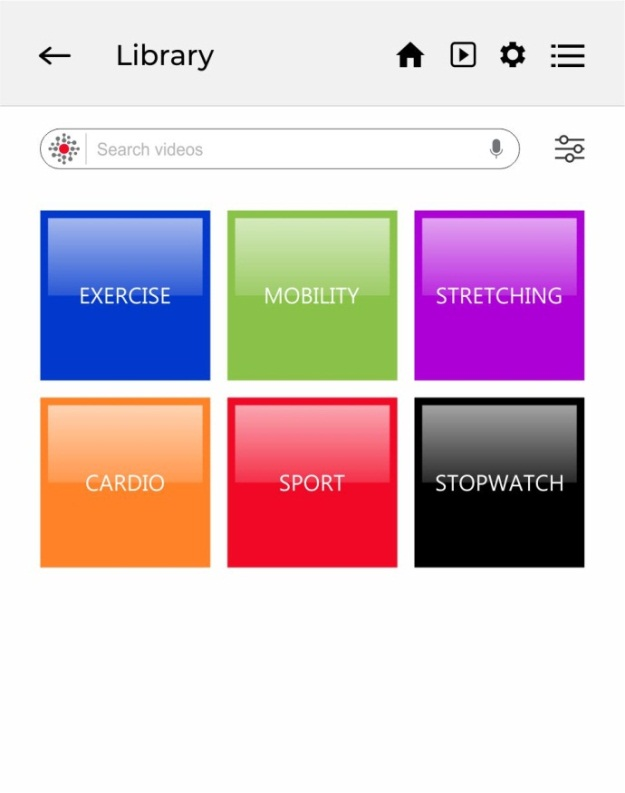 Library
Search videos
EXERCISE
MOBILITY
STRETCHING
CARDIO
SPORT
STOPWATCH